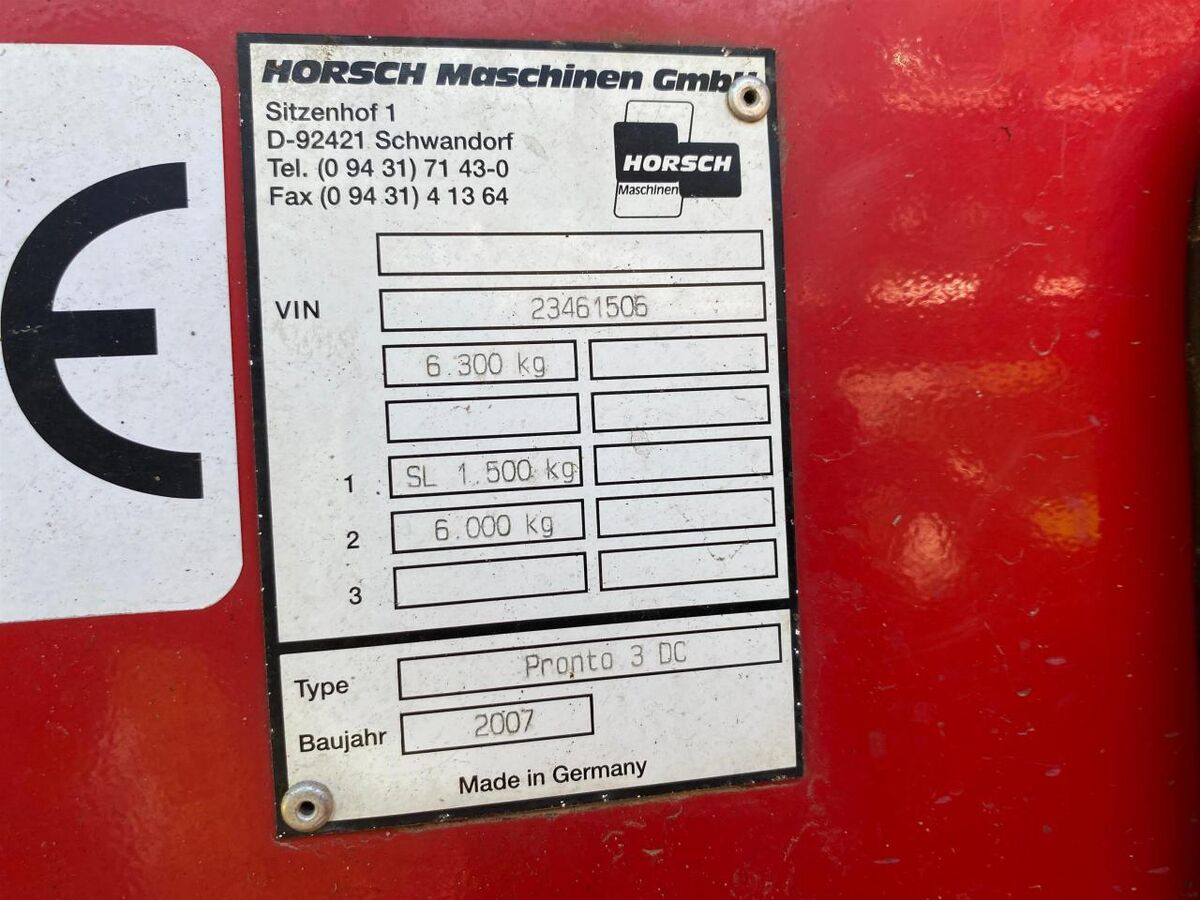 HORSCH Maschinen GmbH
Sitzenhof 1
D-92421 Schwandorf
Tel. (0 94 31) 71 43-0
Fax (0 94 31) 4 13 64
HORSCH
Maschinen
CE
VIN 23461506
6.300 kg
1 SL 1.500 kg
2 6.000 kg
3
Type Pronto 3 DC
Baujahr 2007
Made in Germany